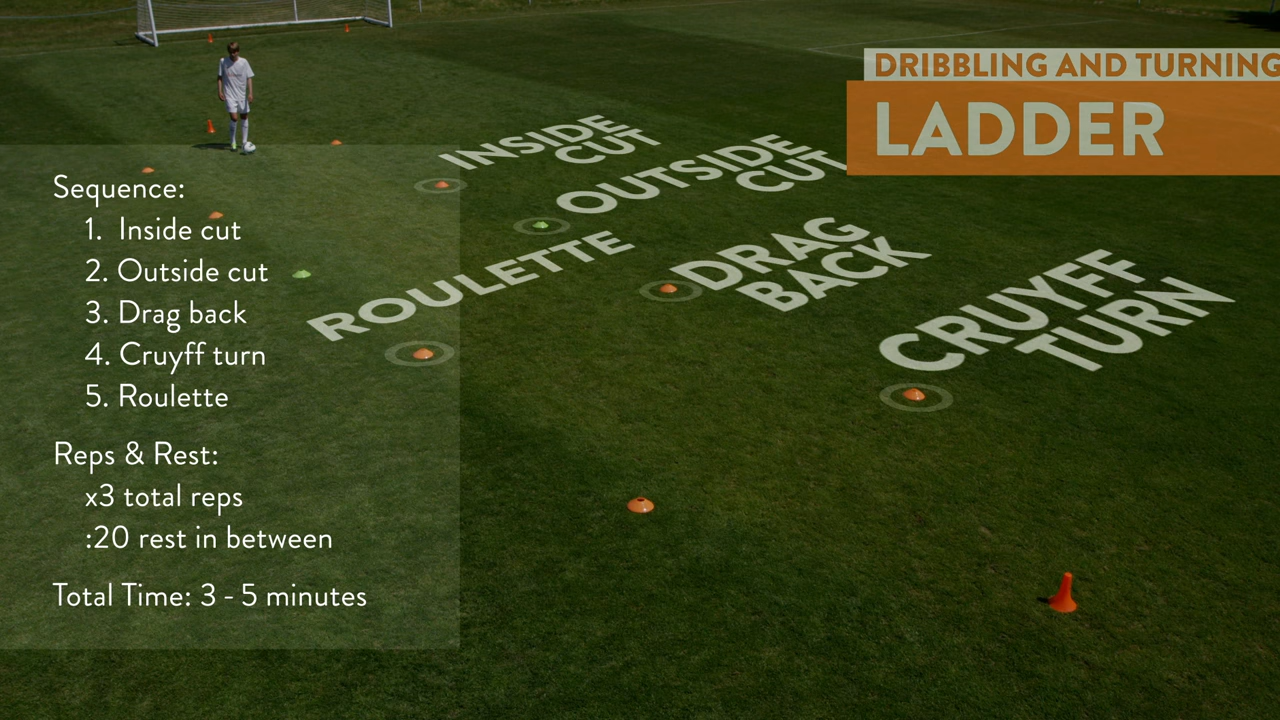 DRIBBLING AND TURNING
LADDER
Sequence:
1. Inside cut
2. Outside cut
3. Drag back
4. Cruyff turn
5. Roulette
Reps & Rest:
x3 total reps
:20 rest in between
Total Time: 3 - 5 minutes
INSIDE
CUT
OUTSIDE
CUT
DRAG
BACK
CRUYFF
TURN
ROULETTE